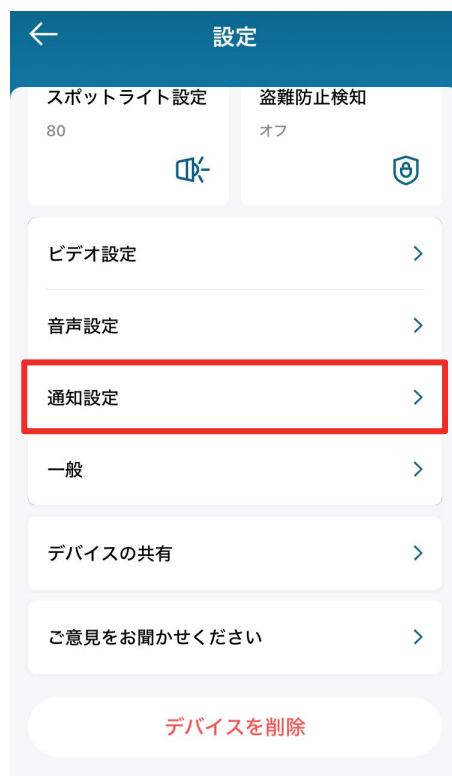 設定
スポットライト設定
盗難防止検知
80
オフ
ビデオ設定
音声設定
通知設定
一般
デバイスの共有
ご意見をお聞かせください
デバイスを削除